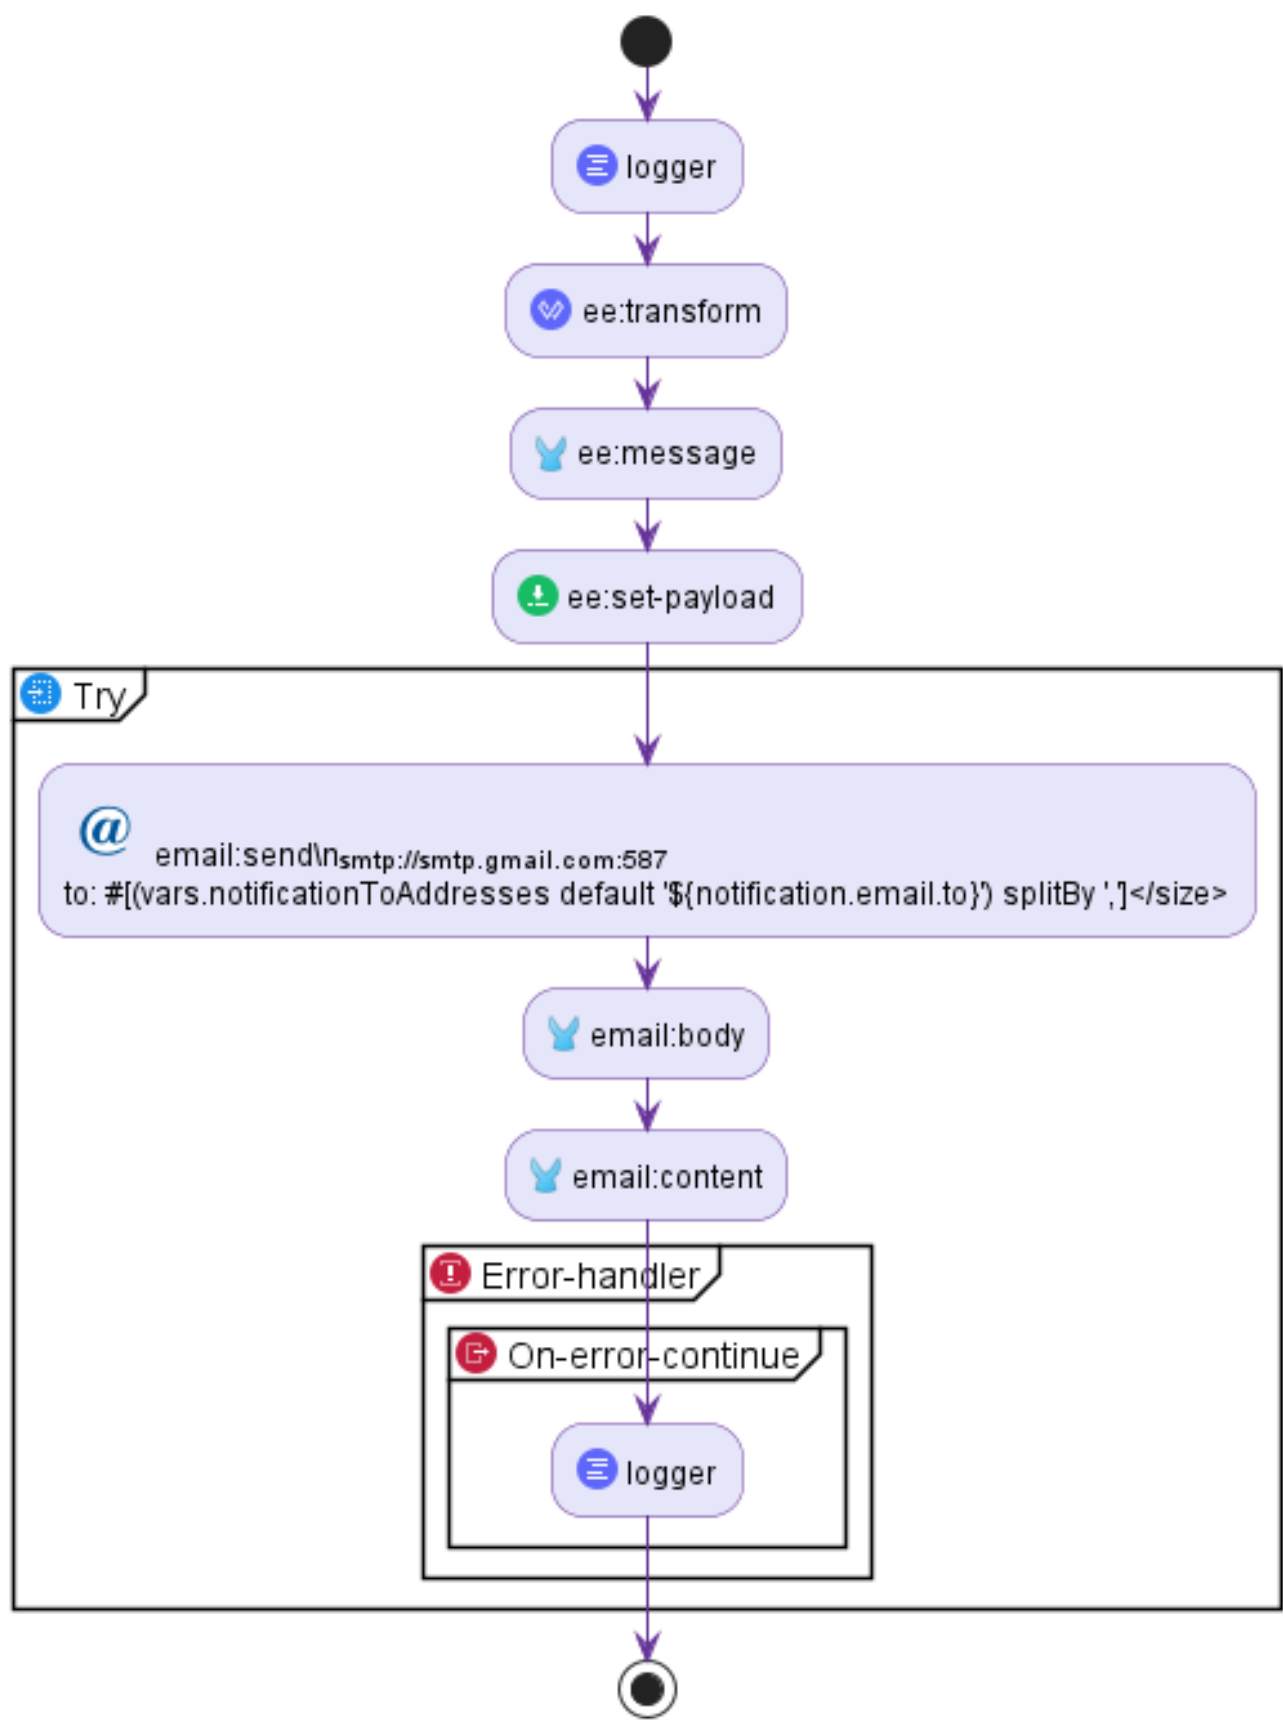 logger
ee:transform
ee:message
ee:set-payload
Try
email:send\nsmtp://smtp.gmail.com:587
to: #[(vars.notificationToAddresses default '${notification.email.to}') splitBy ',']</size>
email:body
email:content
Error-handler
On-error-continue
logger